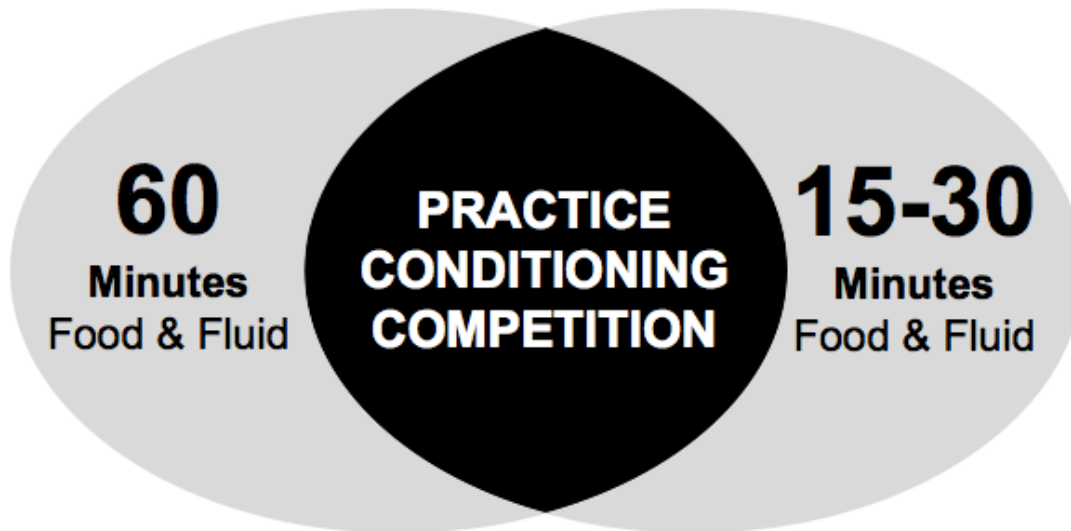 60
Minutes
Food & Fluid
PRACTICE
CONDITIONING
COMPETITION
15-30
Minutes
Food & Fluid